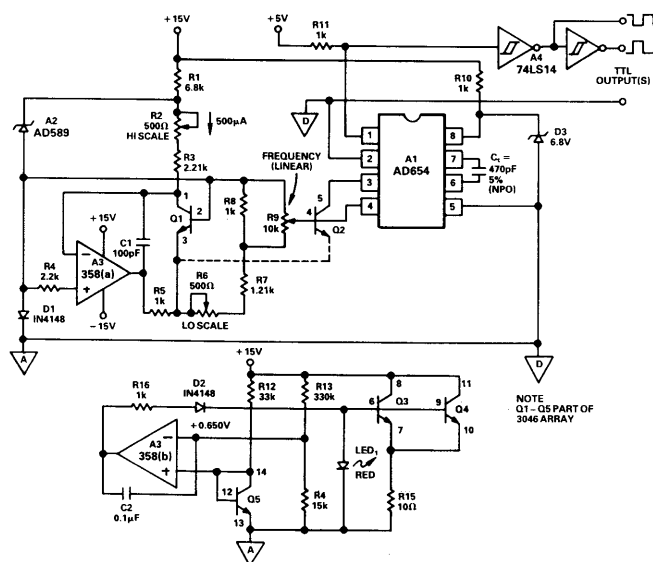 +15V
+5V
R11
1k
A4
74LS14
TTL
OUTPUT(S)
R1
6.8k
R10
1k
D
A2
AD589
R2
500Ω
HI SCALE
500μA
1
2
3
4
A1
AD654
8
7
6
5
D3
6.8V
Ct =
470pF
5%
(NPO)
R3
2.21k
FREQUENCY
(LINEAR)
1
Q1
2
3
R8
1k
R9
10k
5
4
Q2
+15V
C1
100pF
A3
358(a)
−
+
R4
2.2k
-15V
D1
IN4148
R5
1k
R6
500Ω
LO SCALE
R7
1.21k
A
D
+15V
R16
1k
D2
IN4148
R12
33k
R13
330k
8
11
6
Q3
9
Q4
7
10
NOTE
Q1–Q5 PART OF
3046 ARRAY
+0.650V
A3
358(b)
−
+
14
12
Q5
13
LED1
RED
C2
0.1μF
R4
15k
R15
10Ω
A